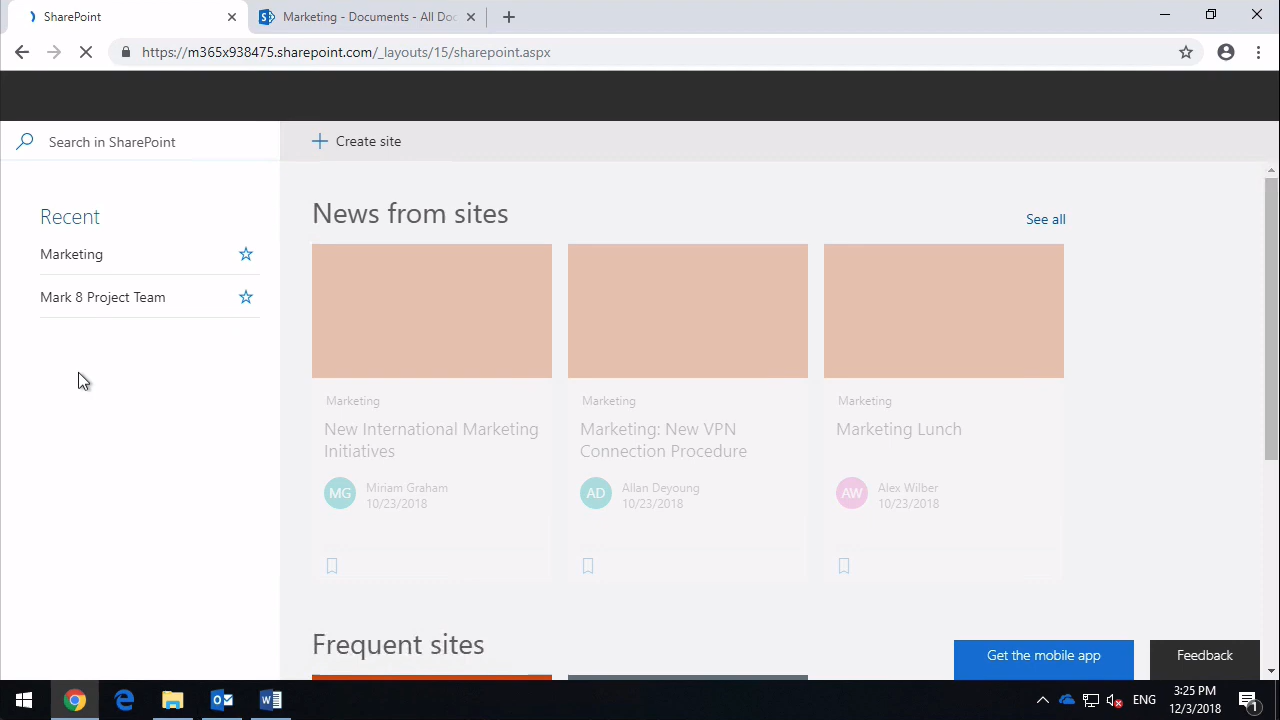 SharePoint
Marketing - Documents - All Doc
https://m365x938475.sharepoint.com/_layouts/15/sharepoint.aspx
Search in SharePoint
Create site
Recent
Marketing
Mark 8 Project Team
News from sites
See all
Marketing
New International Marketing
Initiatives
MG
Miriam Graham
10/23/2018
Marketing
Marketing: New VPN
Connection Procedure
AD
Allan Deyoung
10/23/2018
Marketing
Marketing Lunch
AW
Alex Wilber
10/23/2018
Frequent sites
Get the mobile app
Feedback
ENG
3:25 PM
12/3/2018
1